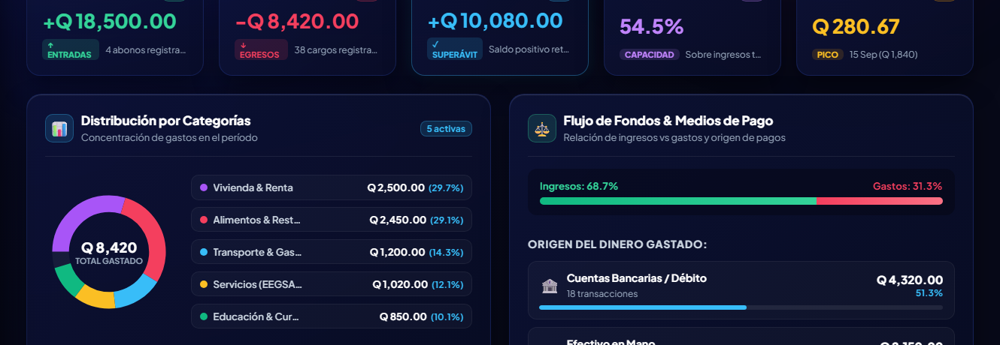 +Q 18,500.00
↑
ENTRADAS
4 abonos registra...
−Q 8,420.00
↓
EGRESOS
38 cargos registra...
+Q 10,080.00
✓
SUPERÁVIT
Saldo positivo ret...
54.5%
CAPACIDAD
Sobre ingresos t...
Q 280.67
PICO
15 Sep (Q 1,840)
Distribución por Categorías
Concentración de gastos en el período
5 activas
Q 8,420
TOTAL GASTADO
Vivienda & Renta Q 2,500.00 (29.7%)
Alimentos & Rest... Q 2,450.00 (29.1%)
Transporte & Gas... Q 1,200.00 (14.3%)
Servicios (EEGSA... Q 1,020.00 (12.1%)
Educación & Cur... Q 850.00 (10.1%)
Flujo de Fondos & Medios de Pago
Relación de ingresos vs gastos y origen de pagos
Ingresos: 68.7% Gastos: 31.3%
ORIGEN DEL DINERO GASTADO:
Cuentas Bancarias / Débito Q 4,320.00
18 transacciones 51.3%
Efectivo en Mano